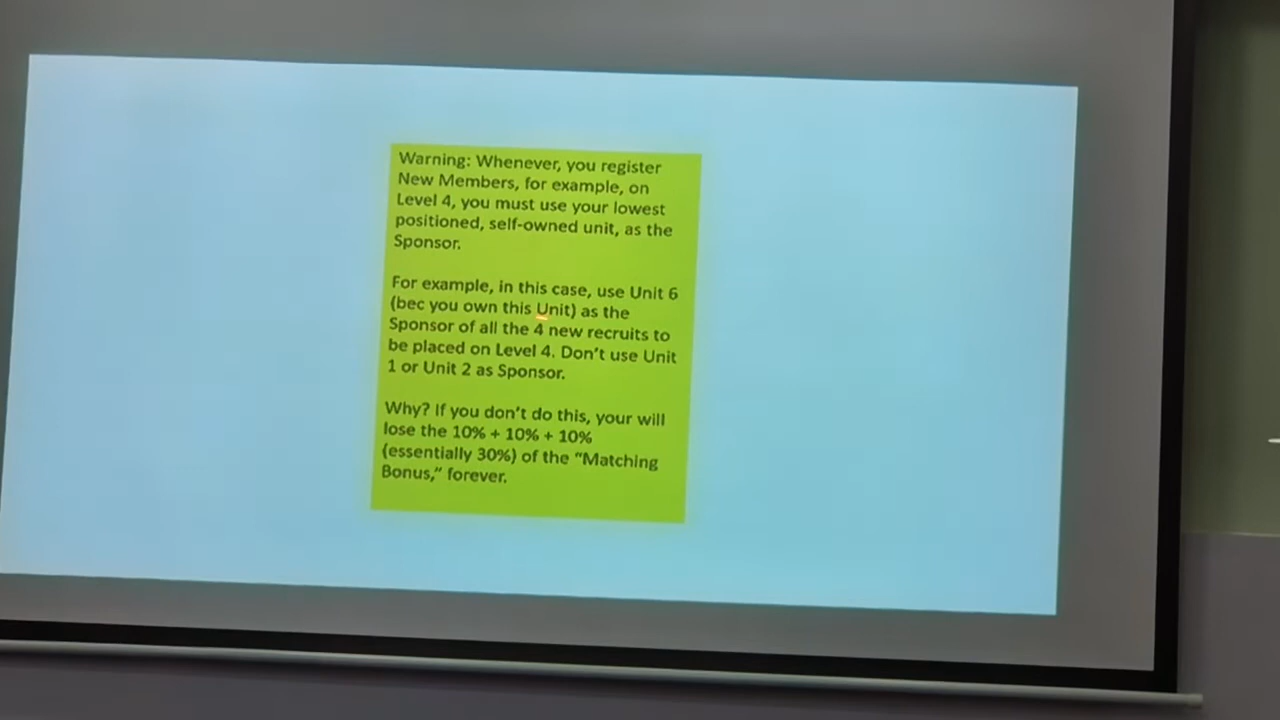 Warning: Whenever, you register
New Members, for example, on
Level 4, you must use your lowest
positioned, self-owned unit, as the
Sponsor.
For example, in this case, use Unit 6
(bec you own this Unit) as the
Sponsor of all the 4 new recruits to
be placed on Level 4. Don't use Unit
1 or Unit 2 as Sponsor.
Why? If you don't do this, your will
lose the 10% + 10% + 10%
(essentially 30%) of the “Matching
Bonus,” forever.